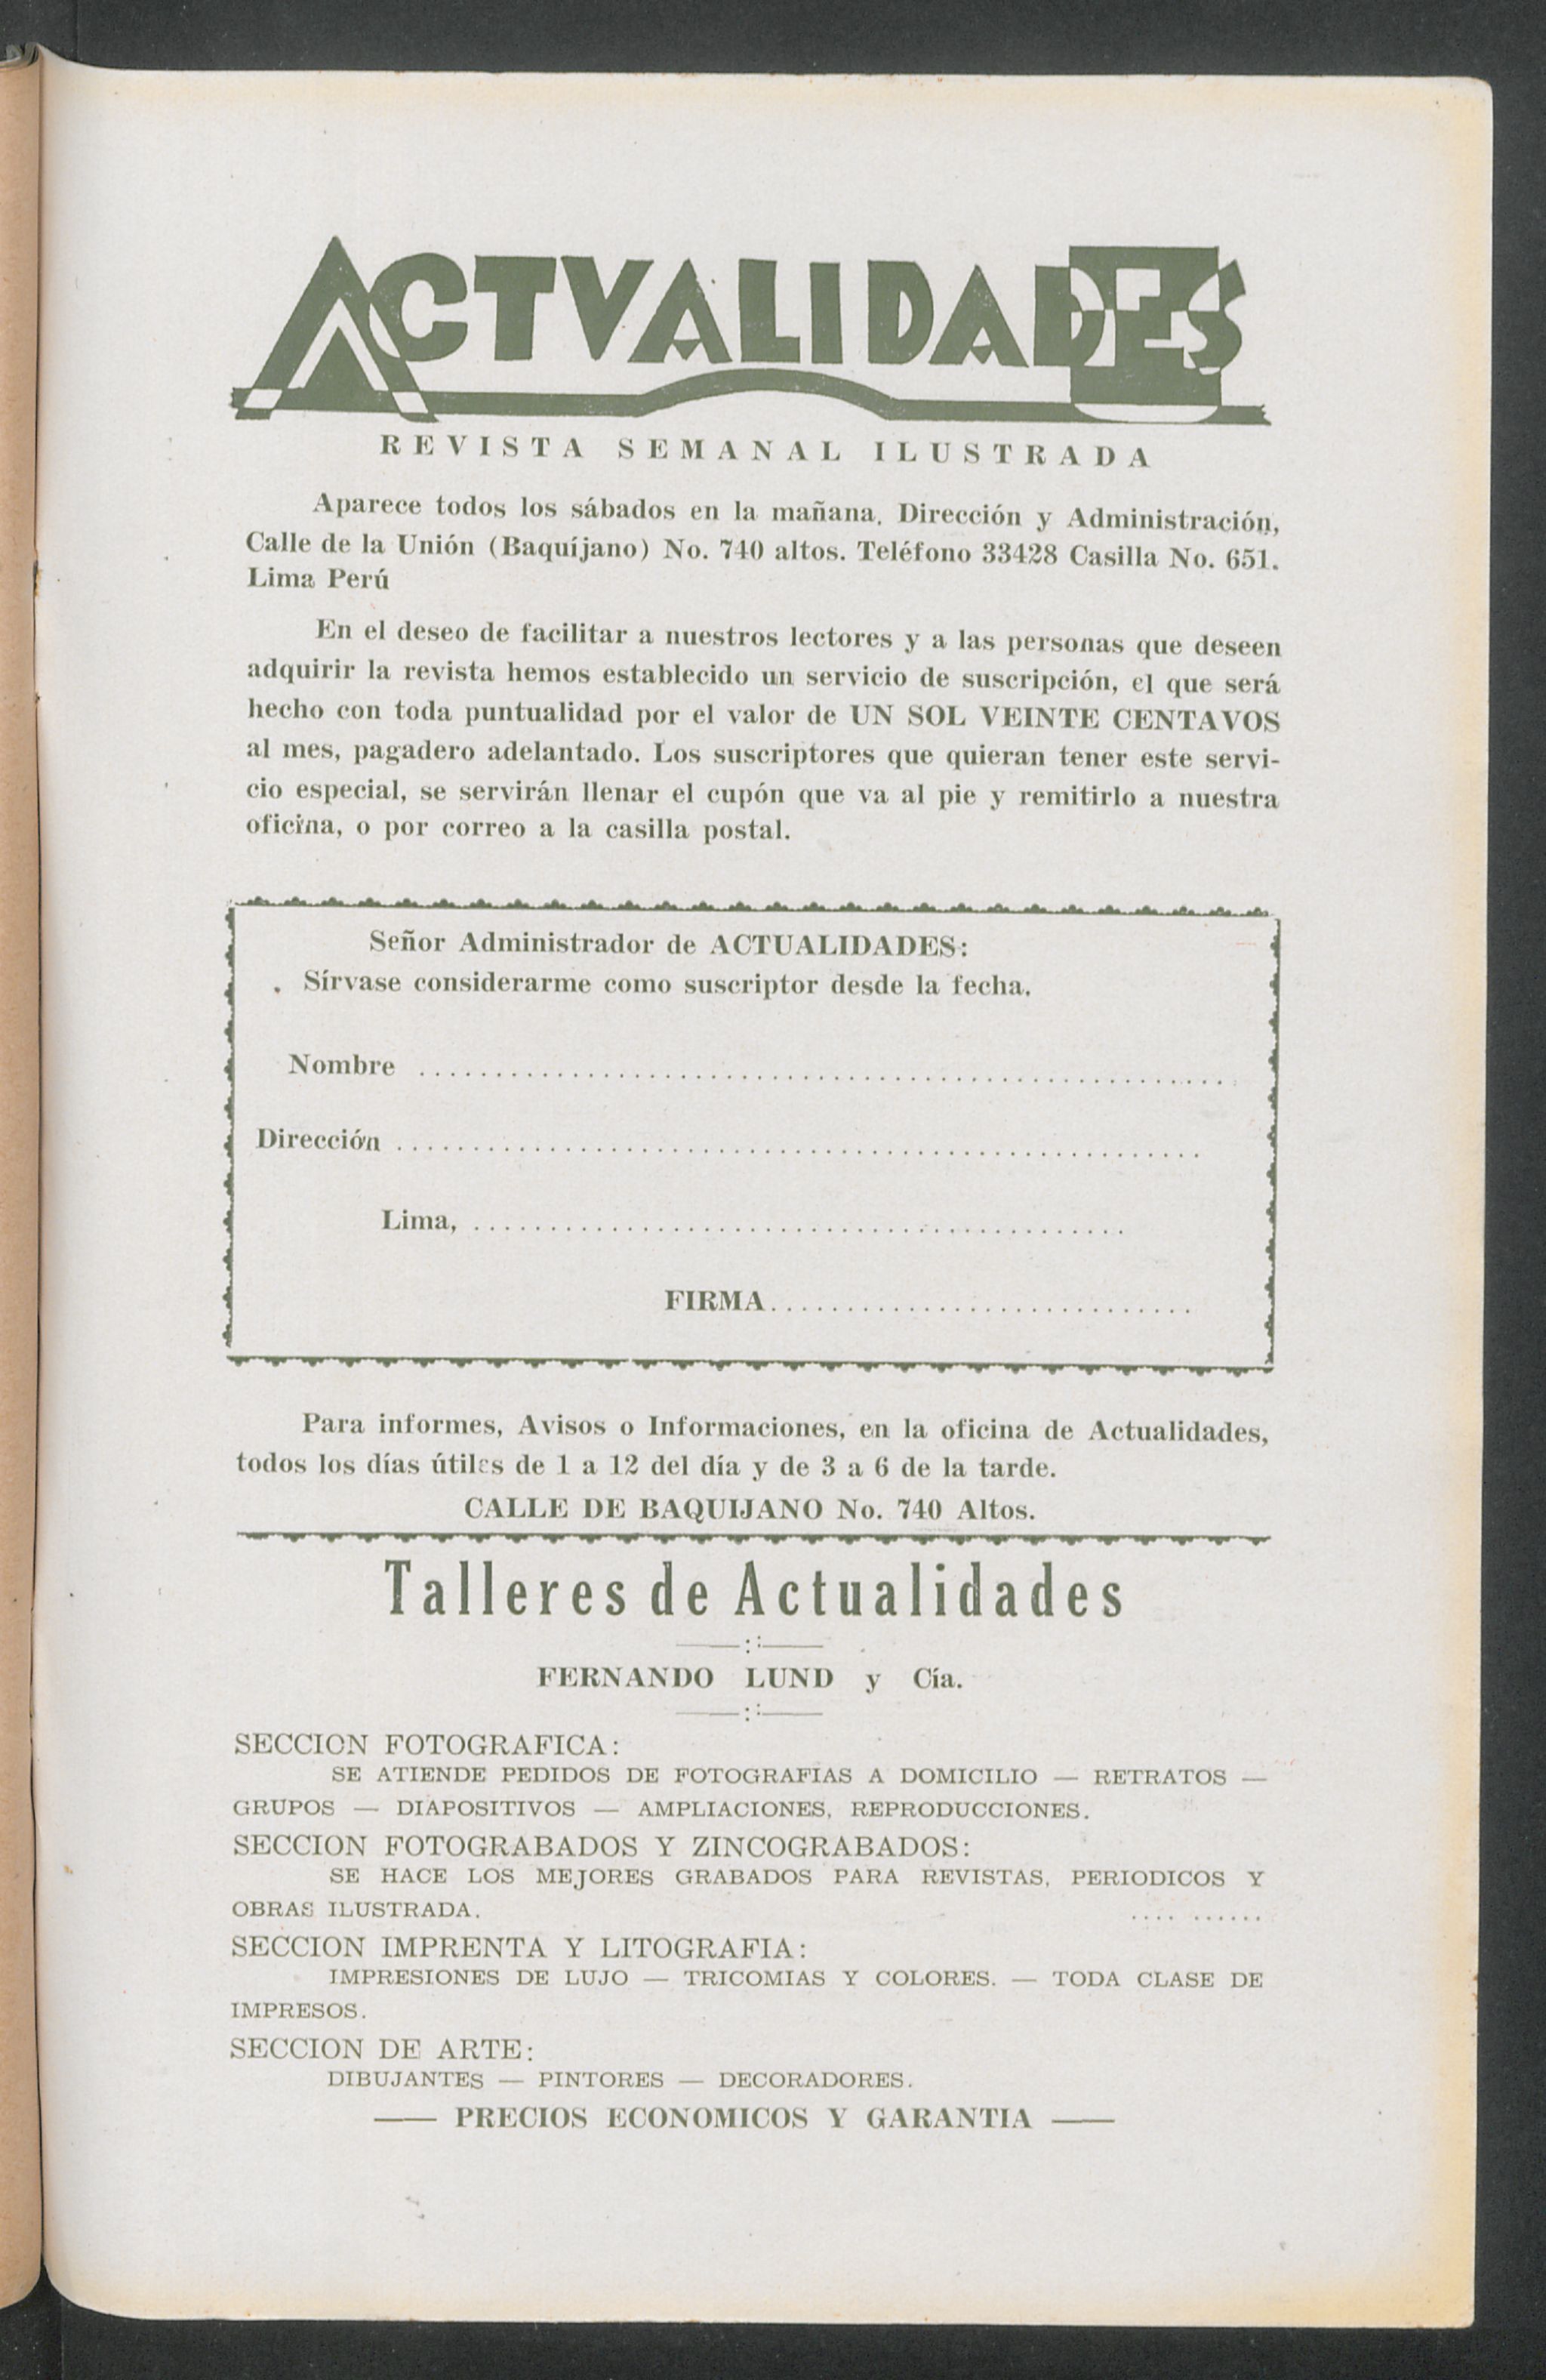 ACTVALIDADES
REVISTA SEMANAL ILUSTRADA
Aparece todos los sábados en la mañana. Dirección y Administración,
Calle de la Unión (Baquíjano) No. 740 altos. Teléfono 33428 Casilla No. 651.
Lima Perú
En el deseo de facilitar a nuestros lectores y a las personas que deseen
adquirir la revista hemos establecido un servicio de suscripción, el que será
hecho con toda puntualidad por el valor de UN SOL VEINTE CENTAVOS
al mes, pagadero adelantado. Los suscriptores que quieran tener este servi-
cio especial, se servirán llenar el cupón que va al pie y remitirlo a nuestra
oficina, o por correo a la casilla postal.
Señor Administrador de ACTUALIDADES:
Sírvase considerarme como suscriptor desde la fecha.
Nombre ......................................................
Dirección ......................................................
Lima, ...........................................
FIRMA............................
Para informes, Avisos o Informaciones, en la oficina de Actualidades,
todos los días útiles de 1 a 12 del día y de 3 a 6 de la tarde.
CALLE DE BAQUIJANO No. 740 Altos.
Talleres de Actualidades
——::——
FERNANDO LUND y Cía.
——::——
SECCION FOTOGRAFICA:
SE ATIENDE PEDIDOS DE FOTOGRAFIAS A DOMICILIO — RETRATOS —
GRUPOS — DIAPOSITIVOS — AMPLIACIONES, REPRODUCCIONES.
SECCION FOTOGRABADOS Y ZINCOGRABADOS:
SE HACE LOS MEJORES GRABADOS PARA REVISTAS, PERIODICOS Y
OBRAS ILUSTRADA. .... ......
SECCION IMPRENTA Y LITOGRAFIA:
IMPRESIONES DE LUJO — TRICOMIAS Y COLORES. — TODA CLASE DE
IMPRESOS.
SECCION DE ARTE:
DIBUJANTES — PINTORES — DECORADORES.
—— PRECIOS ECONOMICOS Y GARANTIA ——